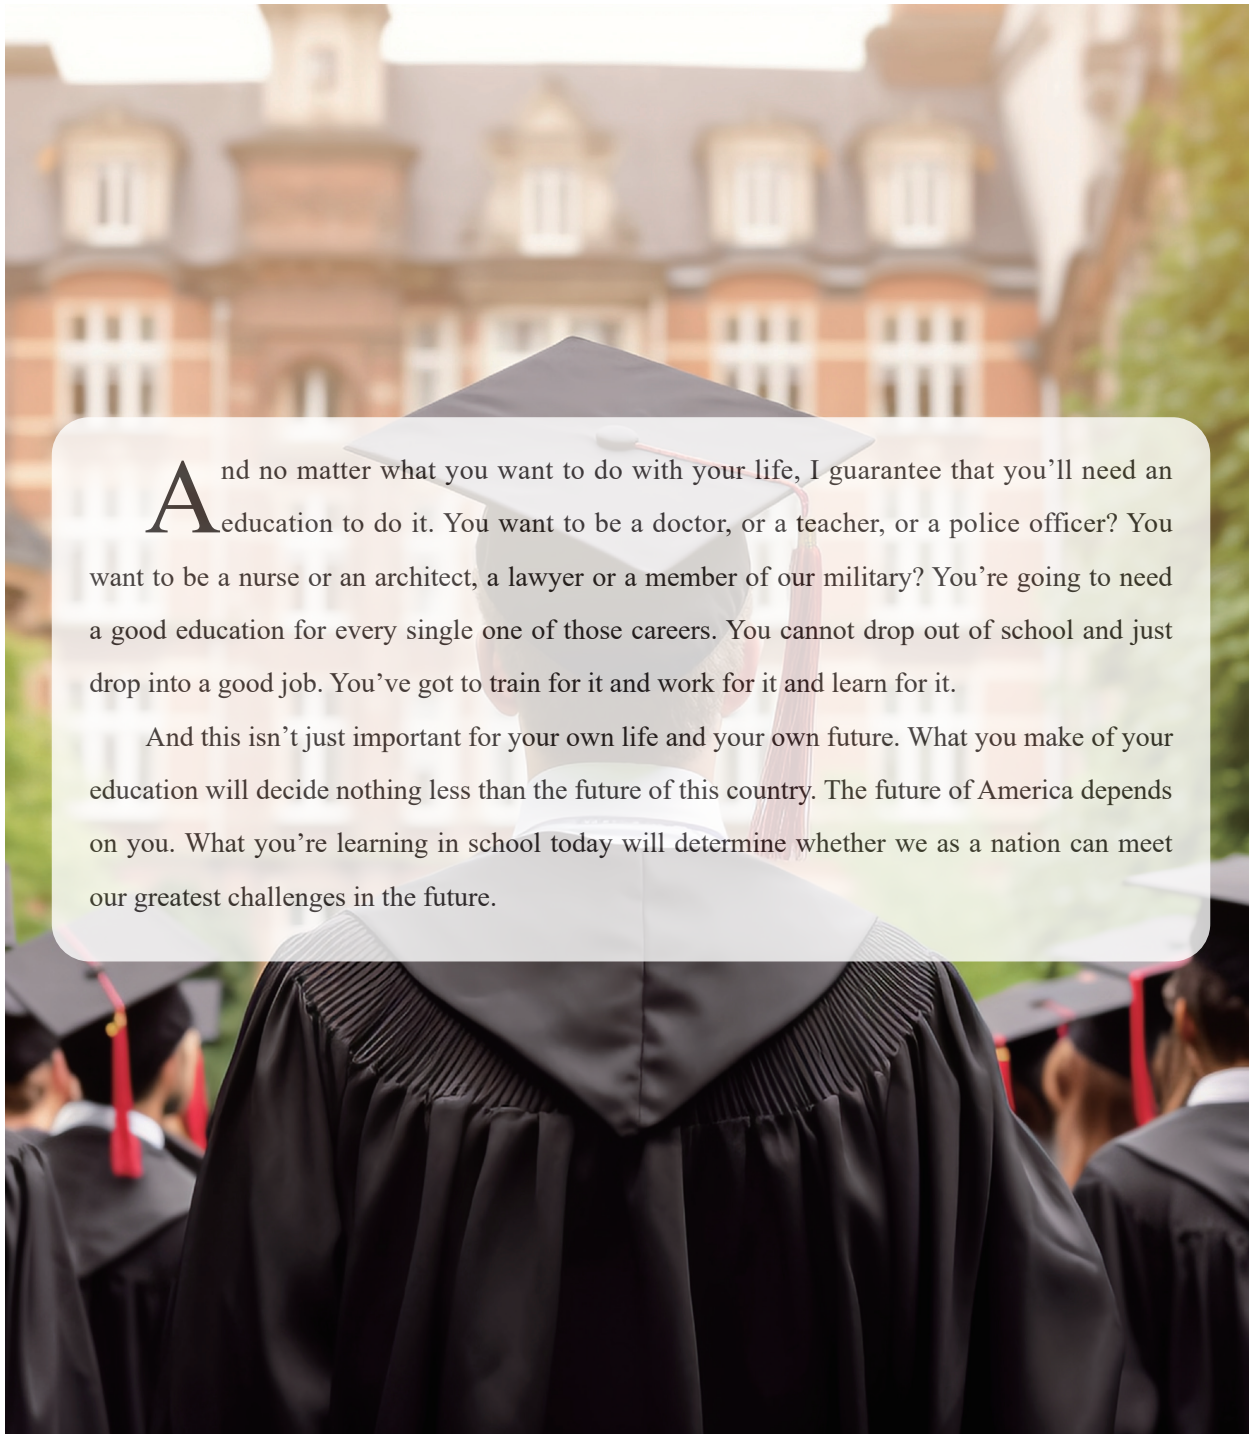 And no matter what you want to do with your life, I guarantee that you’ll need an
education to do it. You want to be a doctor, or a teacher, or a police officer? You
want to be a nurse or an architect, a lawyer or a member of our military? You’re going to need
a good education for every single one of those careers. You cannot drop out of school and just
drop into a good job. You’ve got to train for it and work for it and learn for it.
And this isn’t just important for your own life and your own future. What you make of your
education will decide nothing less than the future of this country. The future of America depends
on you. What you’re learning in school today will determine whether we as a nation can meet
our greatest challenges in the future.